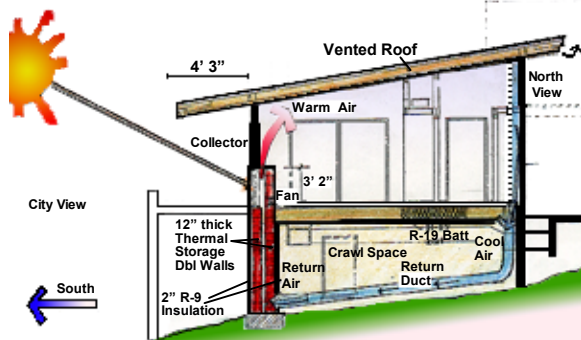 4' 3"
Vented Roof
North
View
Warm Air
Collector
3' 2"
Fan
City View
12" thick
Thermal
Storage
Dbl Walls
R-19 Batt
Cool
Air
Crawl Space
Return
Air
Return
Duct
2" R-9
Insulation
South